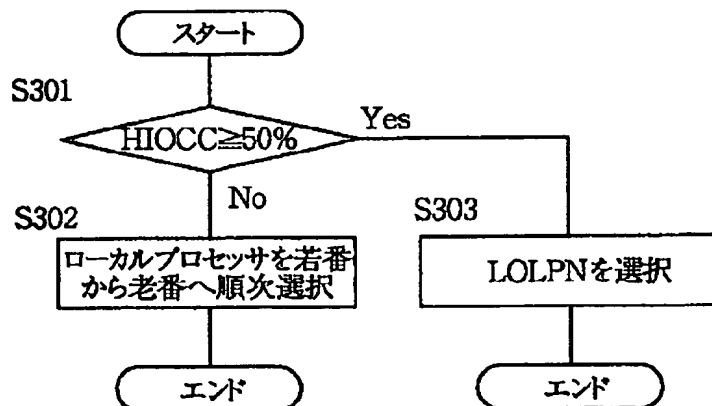 スタート
S301
HIOCC≧50%
Yes
No
S302
ローカルプロセッサを若番
から老番へ順次選択
S303
LOLPNを選択
エンド
エンド